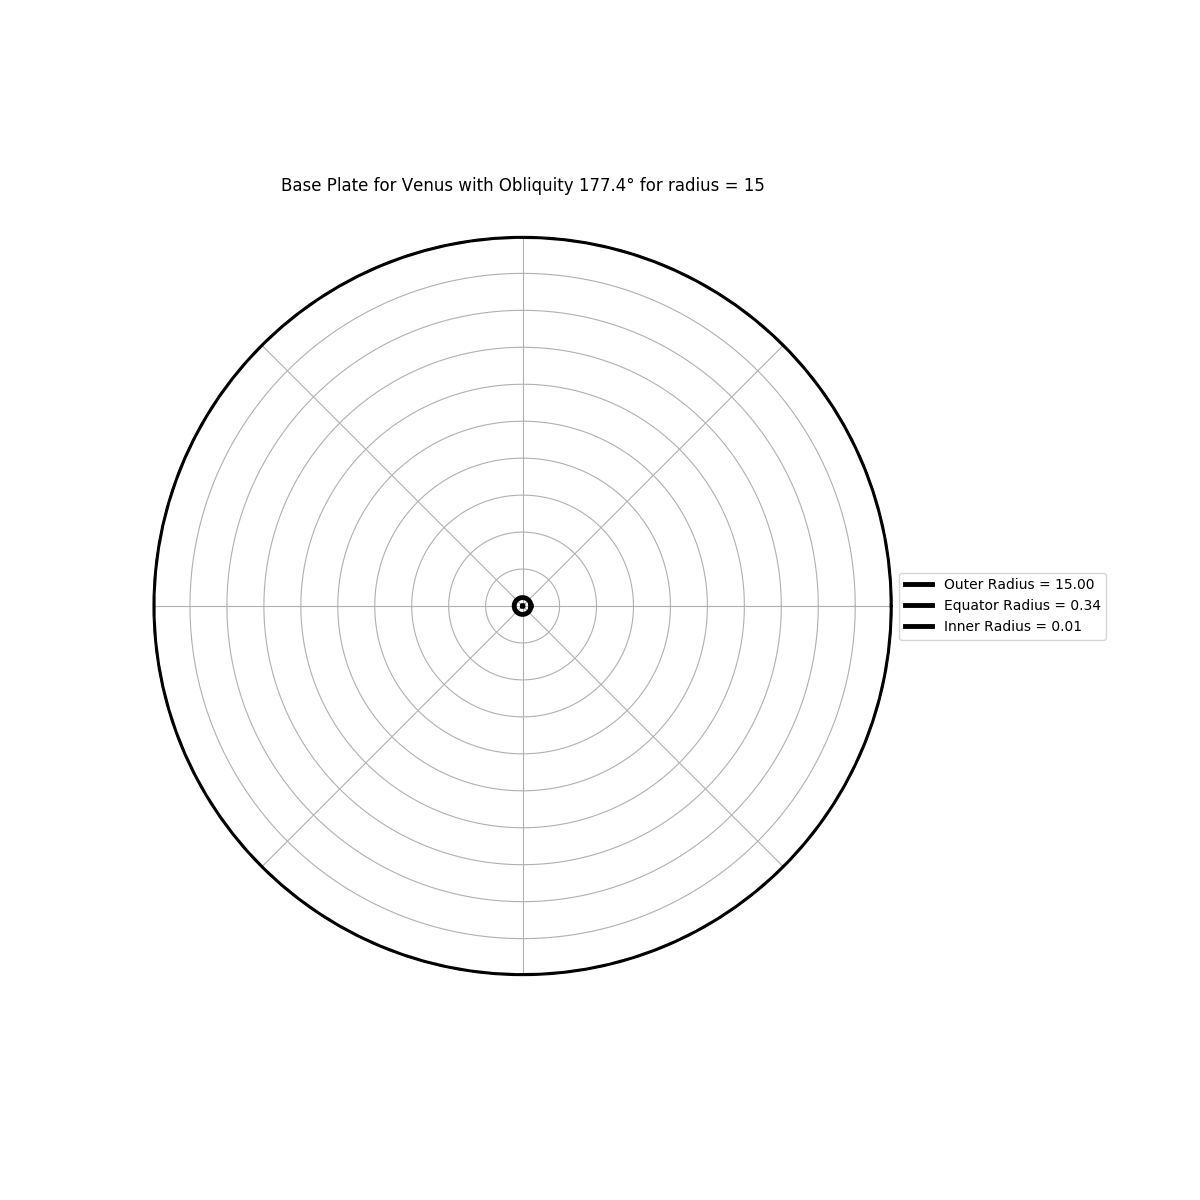 Base Plate for Venus with Obliquity 177.4° for radius = 15
Outer Radius = 15.00
Equator Radius = 0.34
Inner Radius = 0.01